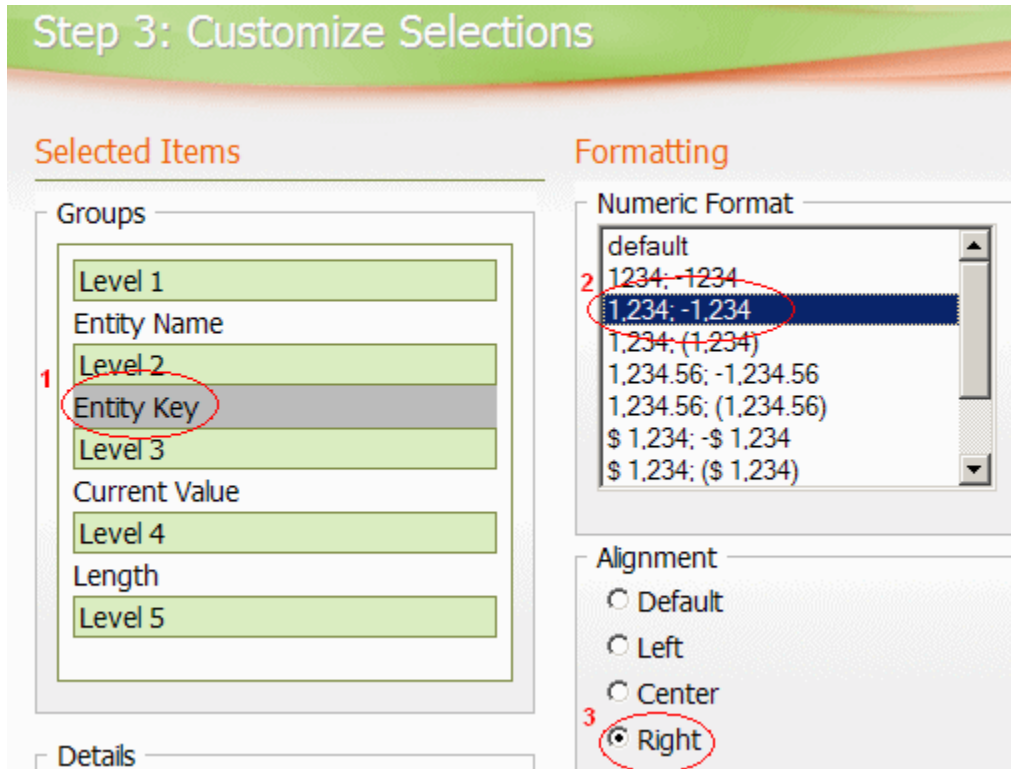 Step 3: Customize Selections
Selected Items
Groups
Level 1
Entity Name
Level 2
1
Entity Key
Level 3
Current Value
Level 4
Length
Level 5
Details
Formatting
Numeric Format
default
2 1234; -1234
1,234; -1,234
1,234; (1,234)
1,234.56; -1,234.56
1,234.56; (1,234.56)
$ 1,234; -$ 1,234
$ 1,234; ($ 1,234)
Alignment
Default
Left
Center
3
Right